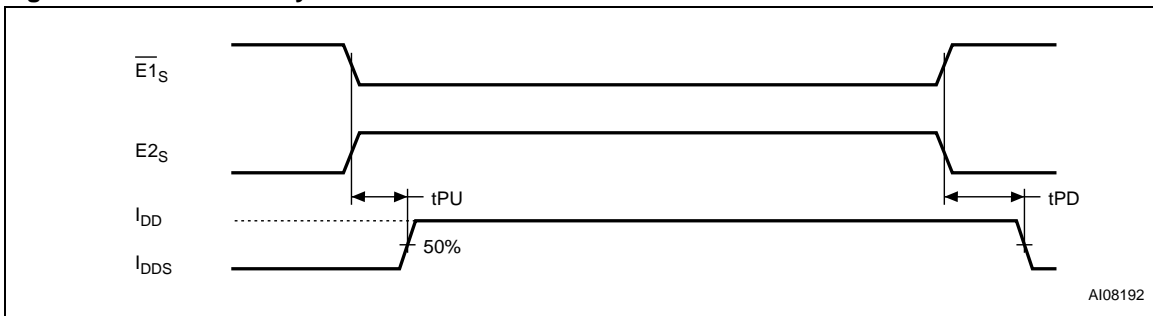 E1S
E2S
tPU
tPD
IDD
50%
IDDS
AI08192